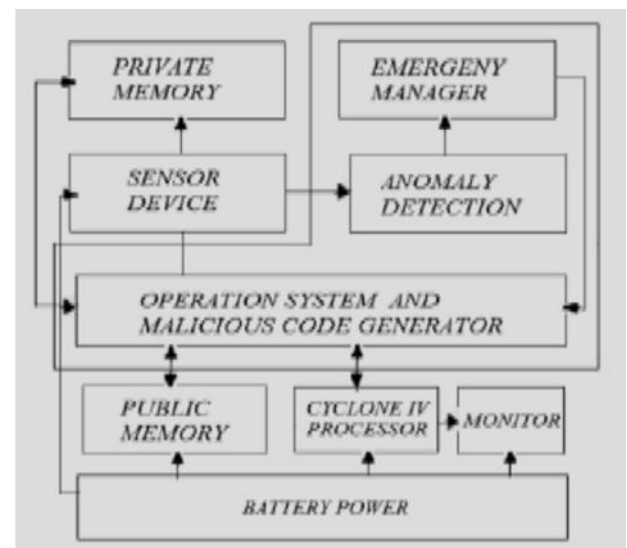 PRIVATE
MEMORY
EMERGENY
MANAGER
SENSOR
DEVICE
ANOMALY
DETECTION
OPERATION SYSTEM AND
MALICIOUS CODE GENERATOR
PUBLIC
MEMORY
CYCLONE IV
PROCESSOR
MONITOR
BATTERY POWER